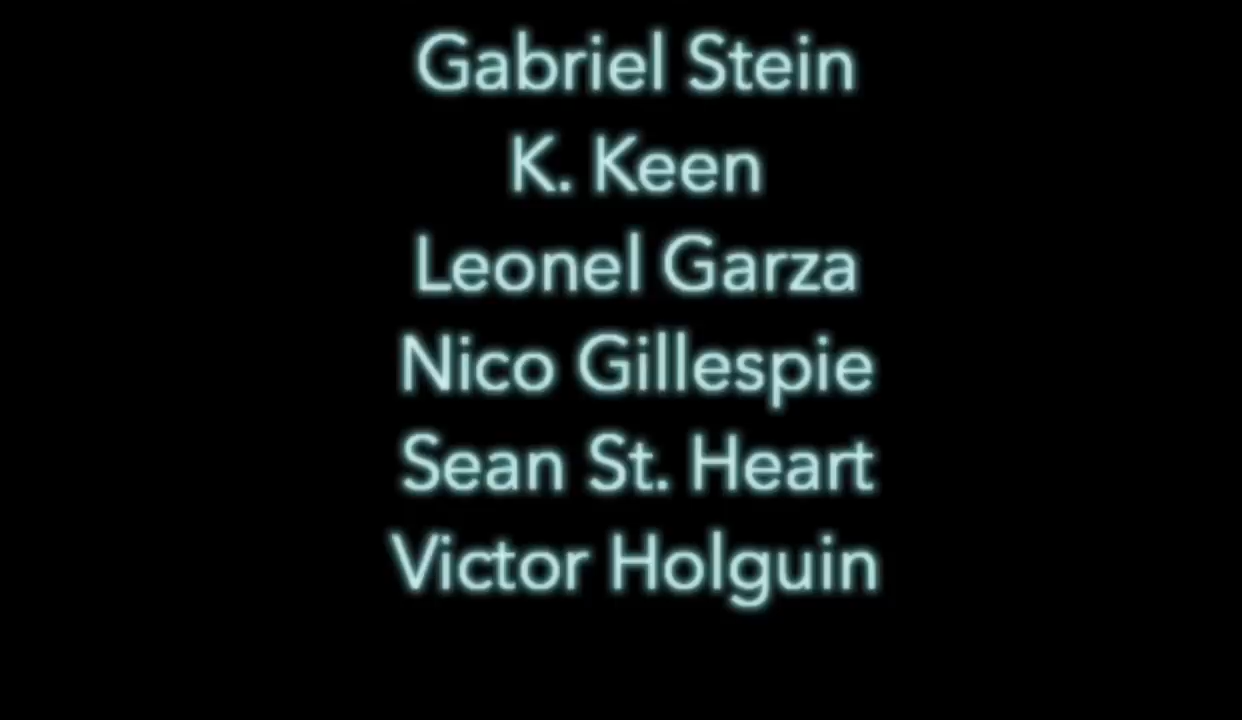 Gabriel Stein
K. Keen
Leonel Garza
Nico Gillespie
Sean St. Heart
Victor Holguin